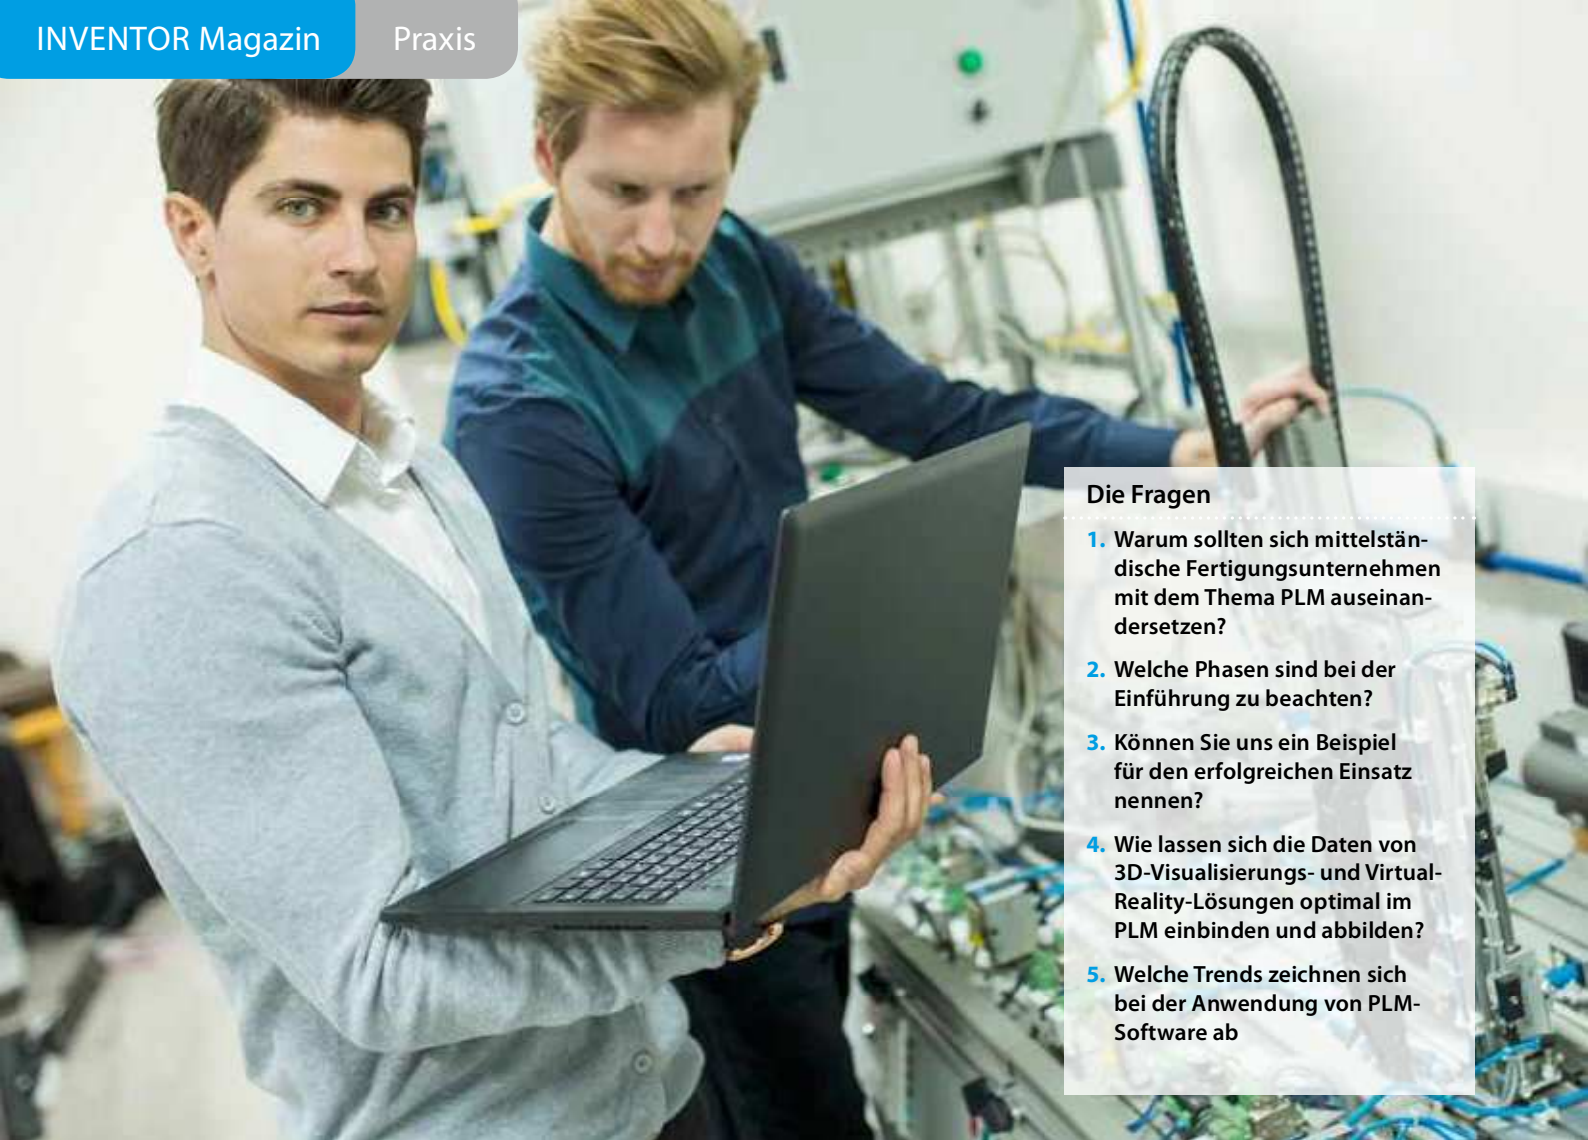 INVENTOR Magazin Praxis
Die Fragen
1. Warum sollten sich mittelstän-
dische Fertigungsunternehmen
mit dem Thema PLM auseinan-
dersetzen?
2. Welche Phasen sind bei der
Einführung zu beachten?
3. Können Sie uns ein Beispiel
für den erfolgreichen Einsatz
nennen?
4. Wie lassen sich die Daten von
3D-Visualisierungs- und Virtual-
Reality-Lösungen optimal im
PLM einbinden und abbilden?
5. Welche Trends zeichnen sich
bei der Anwendung von PLM-
Software ab